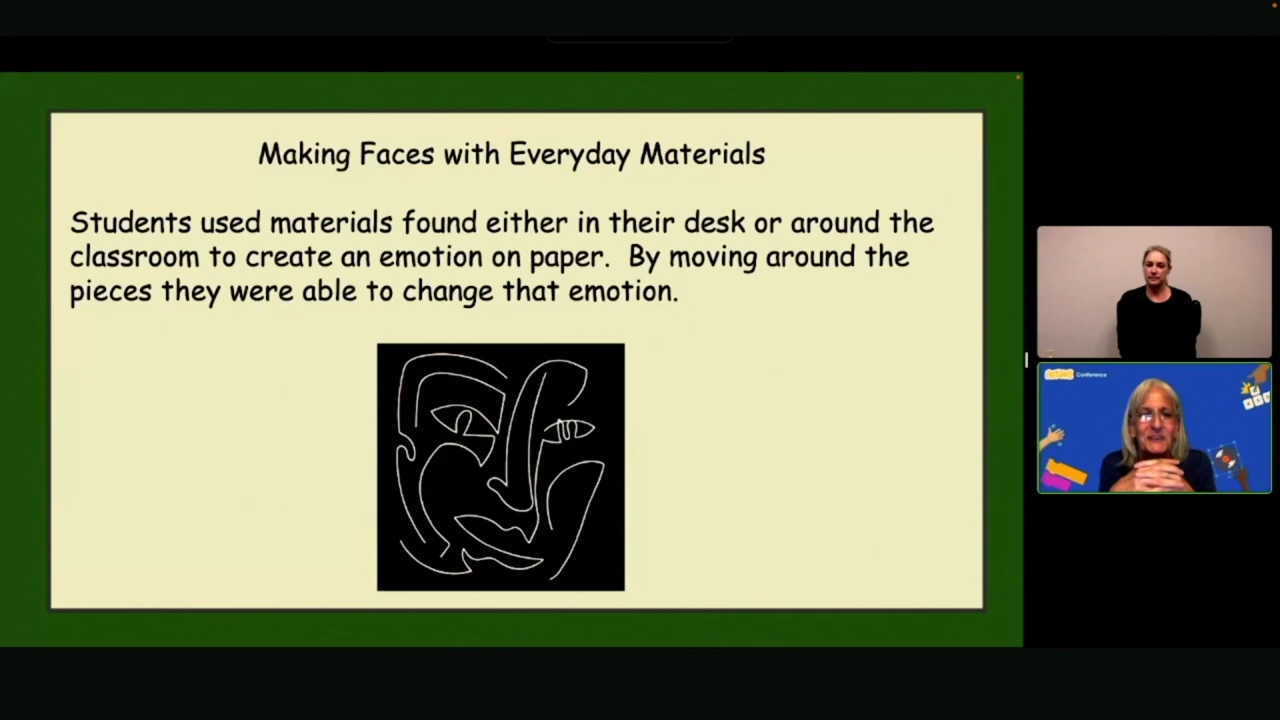 Making Faces with Everyday Materials
Students used materials found either in their desk or around the
classroom to create an emotion on paper. By moving around the
pieces they were able to change that emotion.
Conference